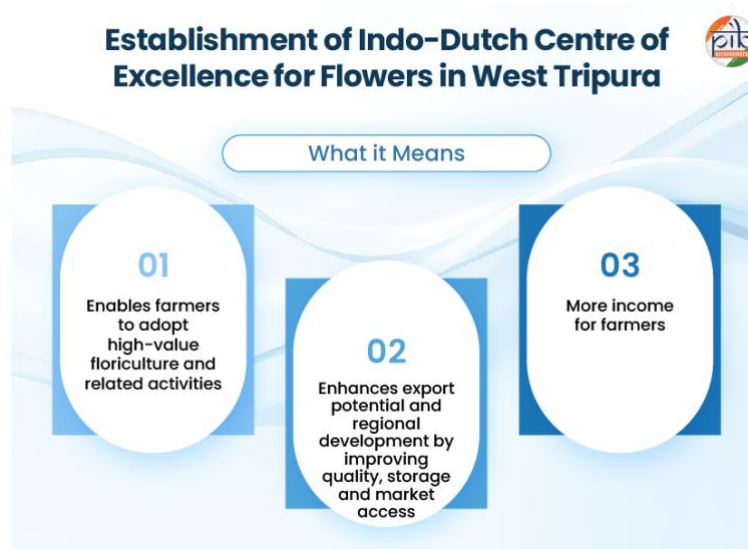 Establishment of Indo-Dutch Centre of
Excellence for Flowers in West Tripura
What it Means
01
Enables farmers
to adopt
high-value
floriculture and
related activities
02
Enhances export
potential and
regional
development by
improving
quality, storage
and market
access
03
More income
for farmers